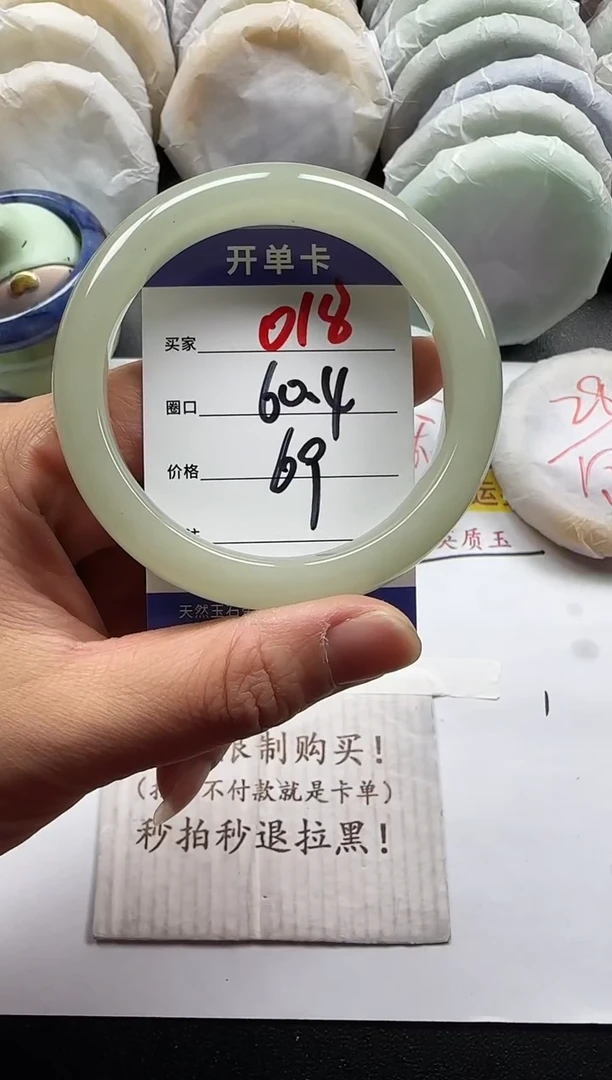 开单卡
买家 018
圈口 60.4
价格 69
天然玉石
英质玉
限制购买！
不付款就是卡单）
秒拍秒退拉黑！